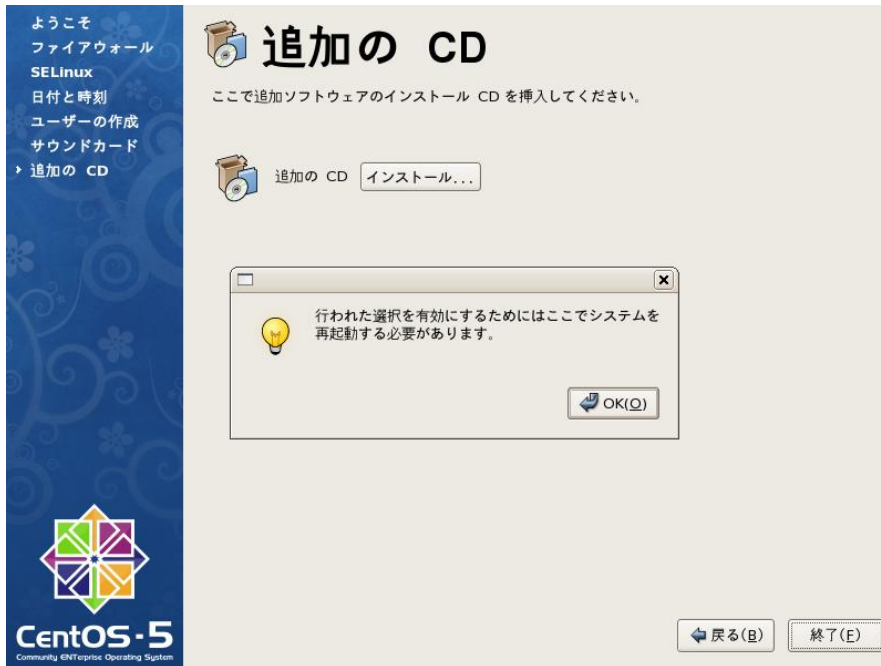 ようこそ
ファイアウォール
SELinux
日付と時刻
ユーザーの作成
サウンドカード
追加の CD
追加の CD
ここで追加ソフトウェアのインストール CD を挿入してください。
追加の CD インストール...
行われた選択を有効にするためにはここでシステムを
再起動する必要があります。
OK(O)
CentOS-5
Community ENTerprise Operating System
戻る(B) 終了(F)